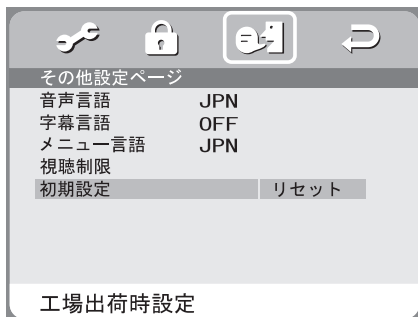 その他設定ページ
音声言語 JPN
字幕言語 OFF
メニュー言語 JPN
視聴制限
初期設定 リセット
工場出荷時設定